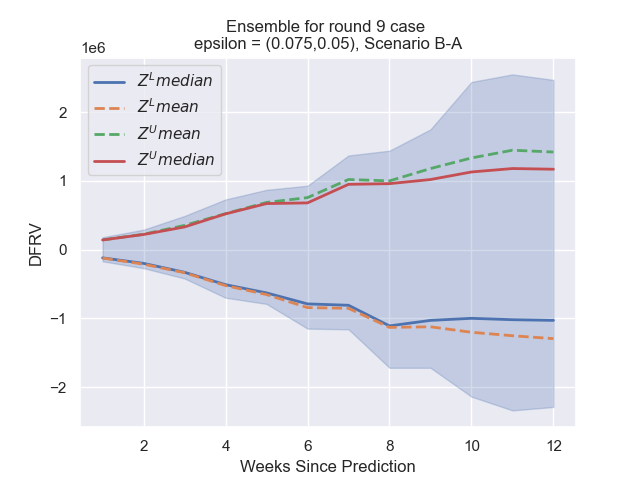 Ensemble for round 9 case
epsilon = (0.075,0.05), Scenario B-A
1e6
Z^L median
Z^L mean
Z^U mean
Z^U median
2
1
0
−1
−2
DFRV
2 4 6 8 10 12
Weeks Since Prediction